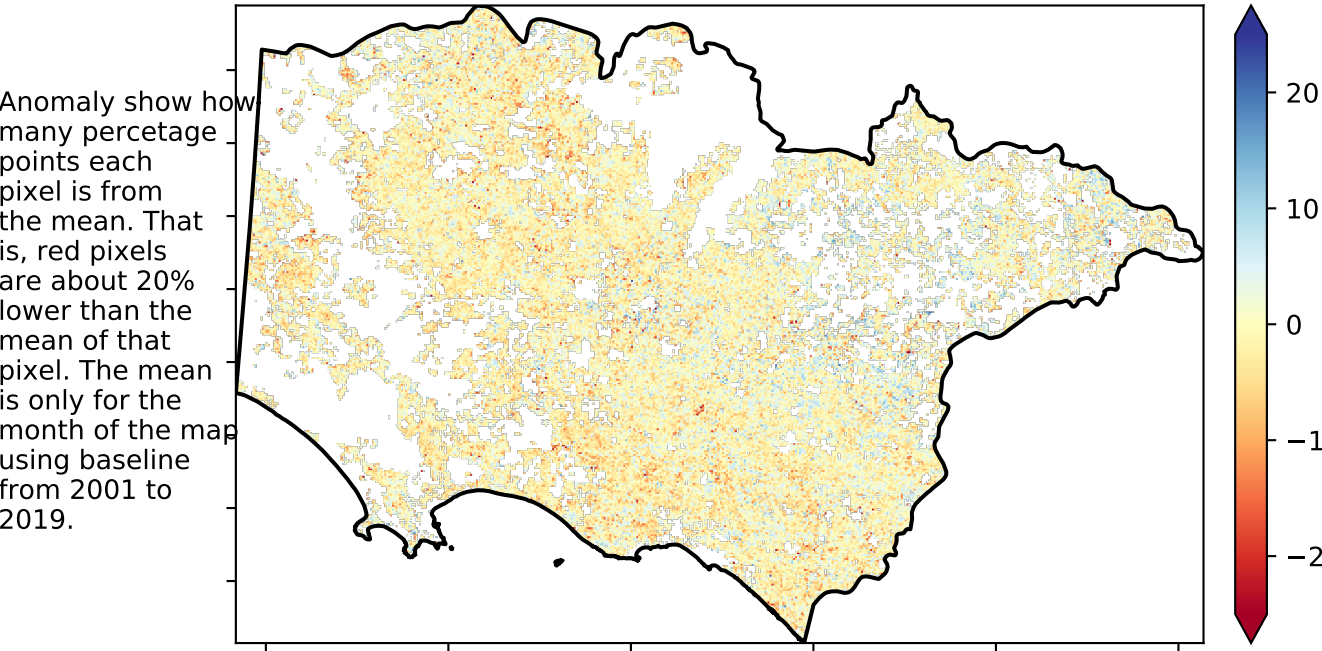 Anomaly show how
many percetage
points each
pixel is from
the mean. That
is, red pixels
are about 20%
lower than the
mean of that
pixel. The mean
is only for the
month of the map
using baseline
from 2001 to
2019.
20
10
0
−1
−2